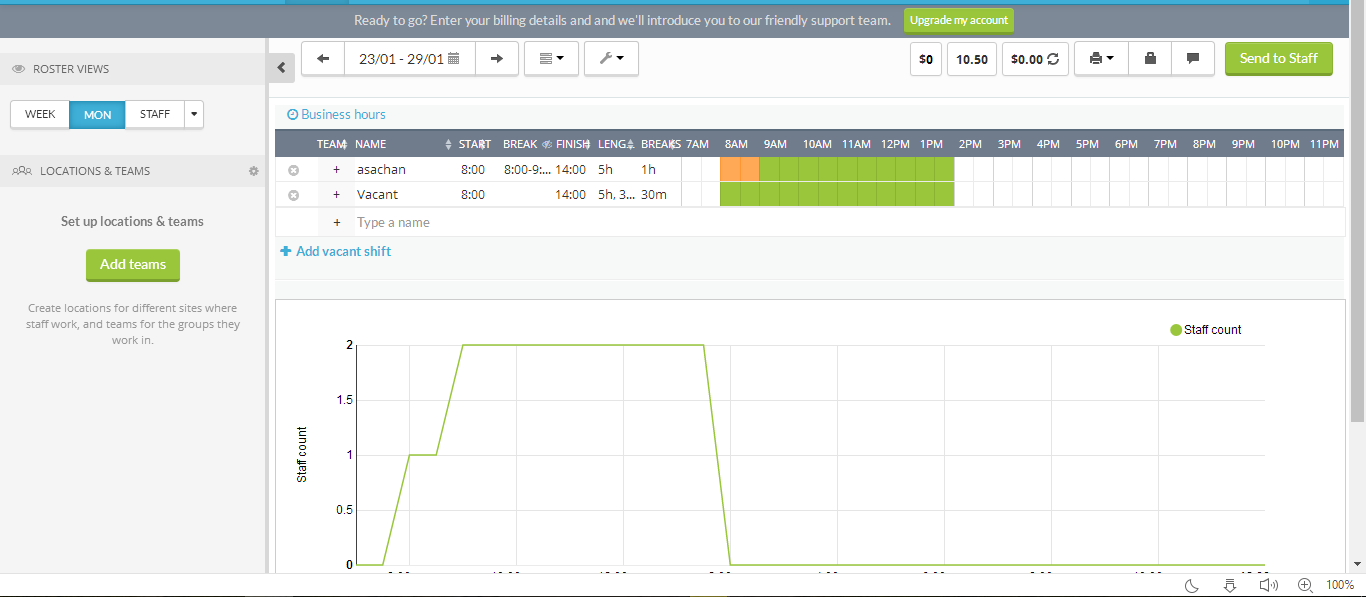 Ready to go? Enter your billing details and and we'll introduce you to our friendly support team. Upgrade my account
ROSTER VIEWS
WEEK MON STAFF
LOCATIONS & TEAMS
Set up locations & teams
Add teams
Create locations for different sites where
staff work, and teams for the groups they
work in.
23/01 - 29/01 $0 10.50 $0.00 Send to Staff
Business hours
TEAM NAME START BREAK FINISH LENG BREAKS 7AM 8AM 9AM 10AM 11AM 12PM 1PM 2PM 3PM 4PM 5PM 6PM 7PM 8PM 9PM 10PM 11PM
+ asachan 8:00 8:00-9:... 14:00 5h 1h
+ Vacant 8:00 14:00 5h, 3... 30m
+ Type a name
+ Add vacant shift
Staff count
2
1.5
1
0.5
0
Staff count
100%